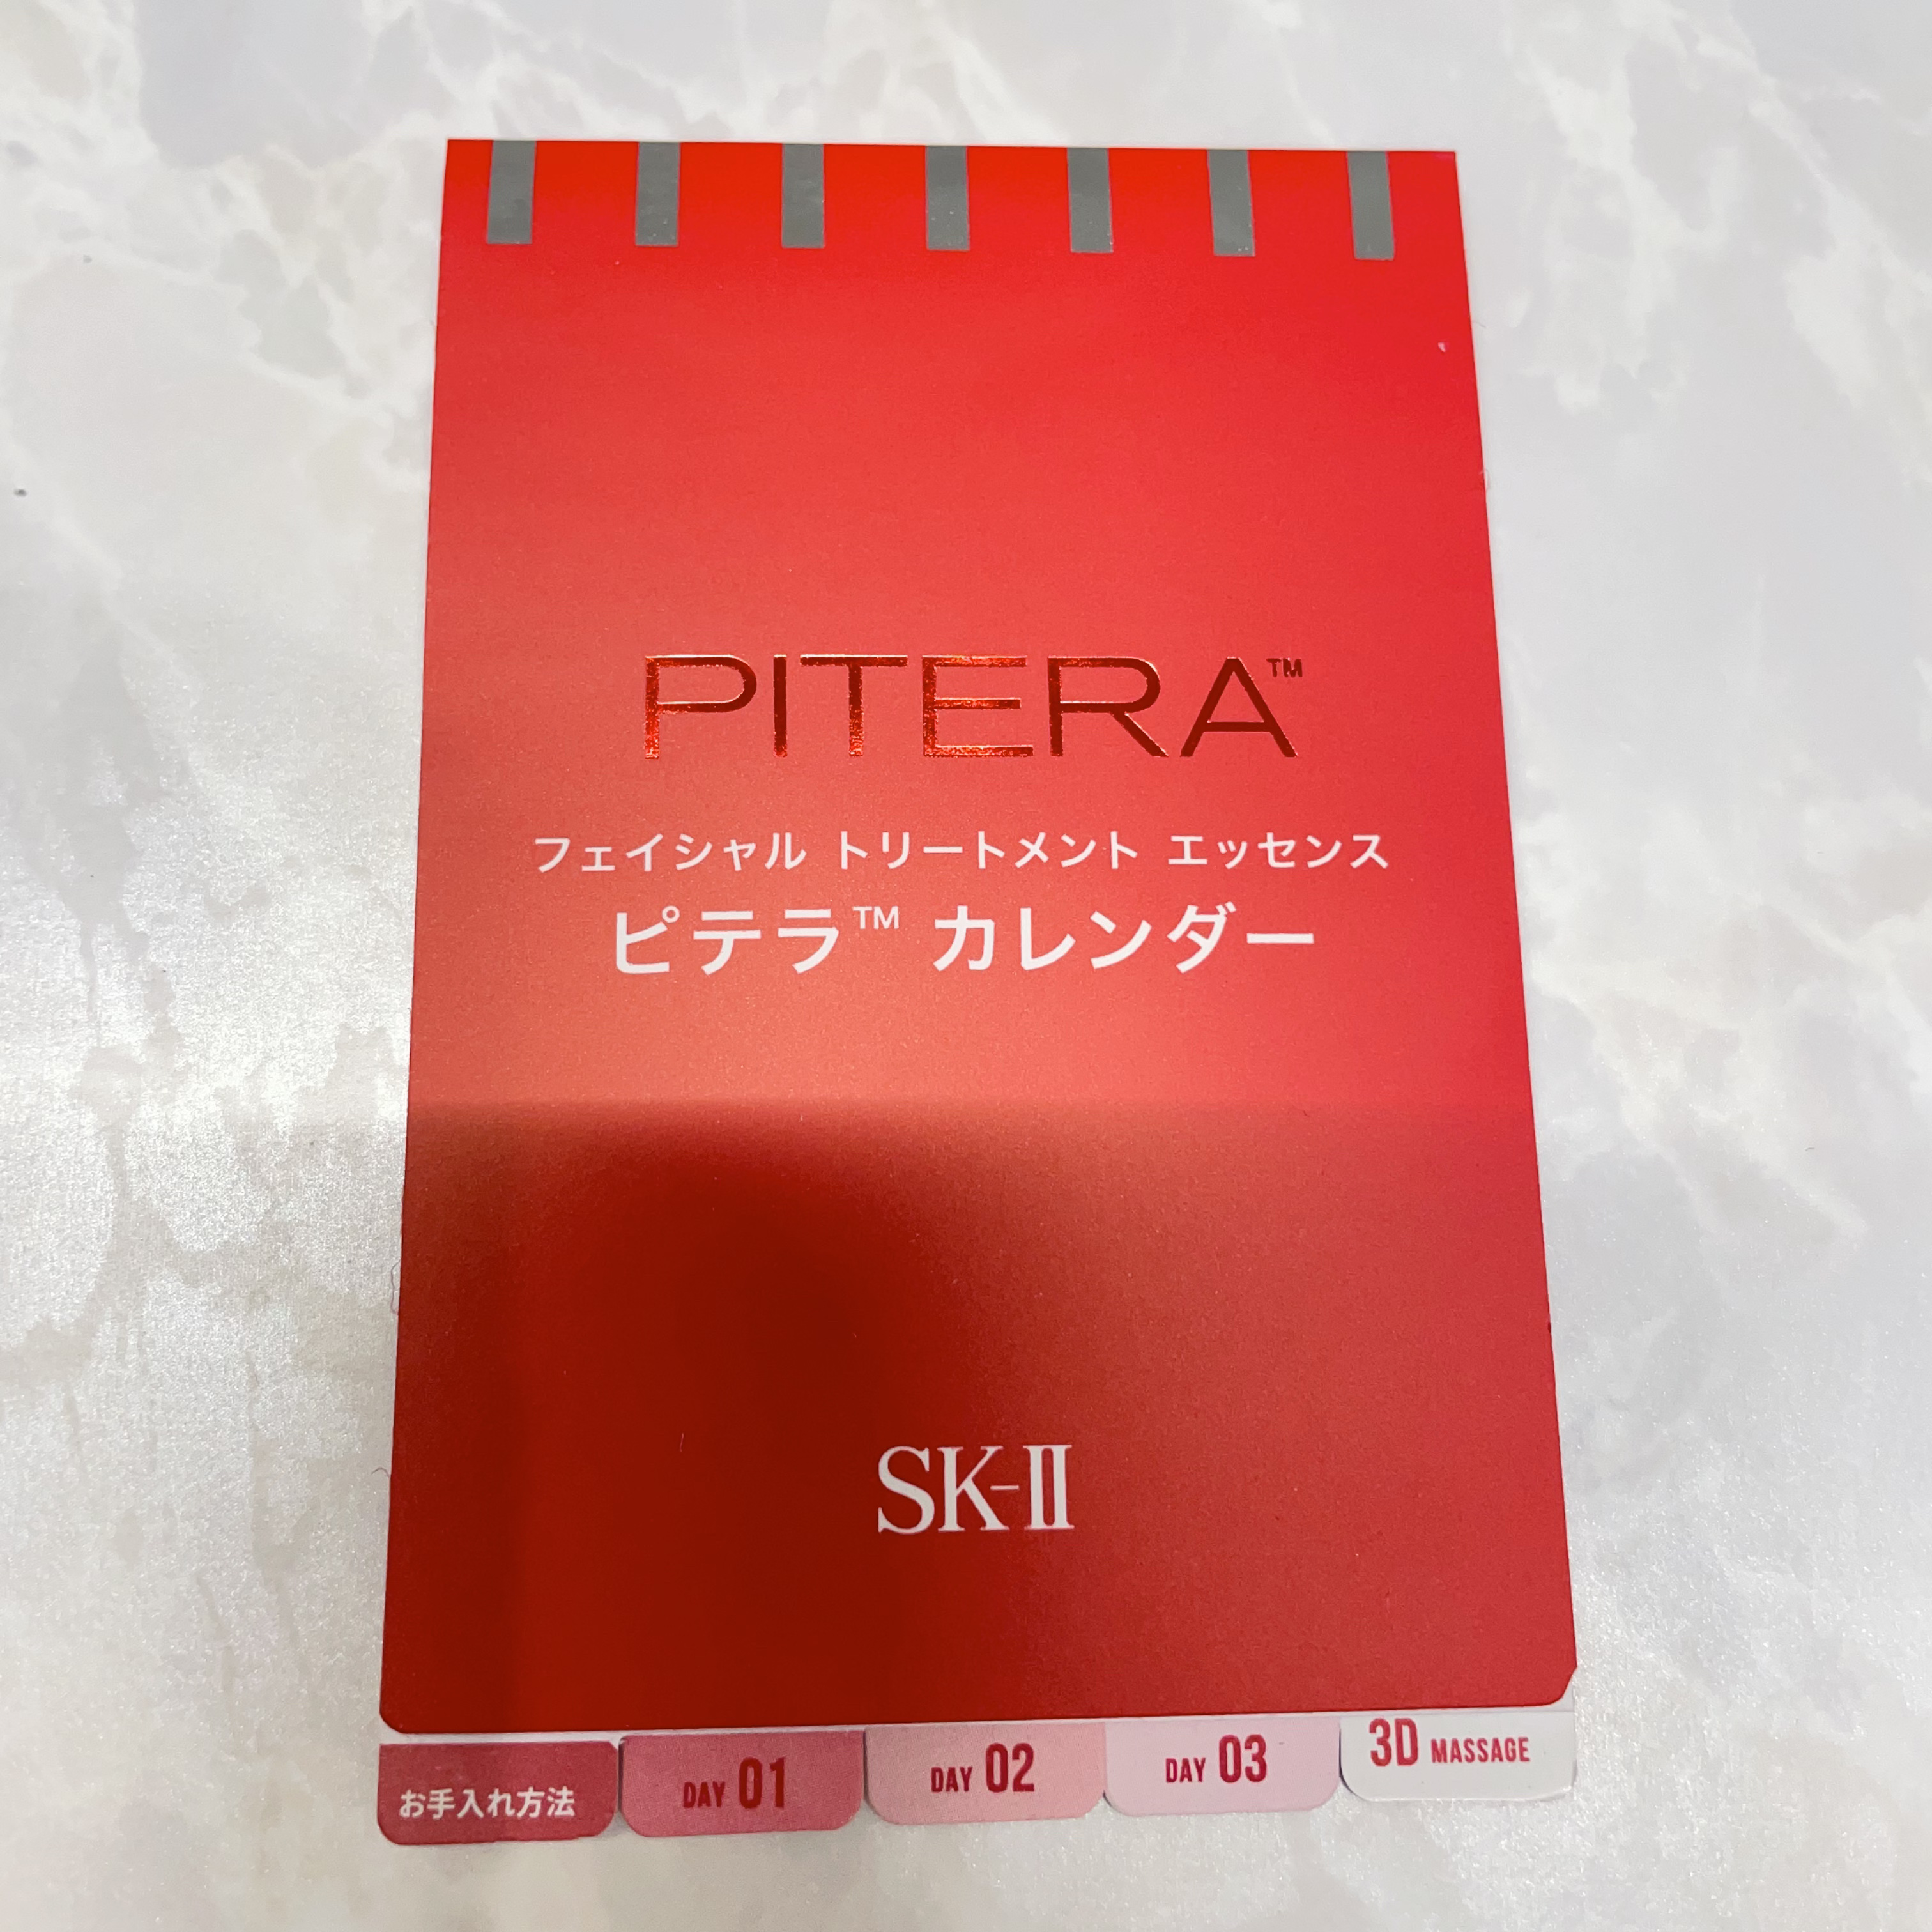 PITERA™
フェイシャル トリートメント エッセンス
ピテラ™ カレンダー
SK-II
お手入れ方法
DAY 01
DAY 02
DAY 03
3D MASSAGE